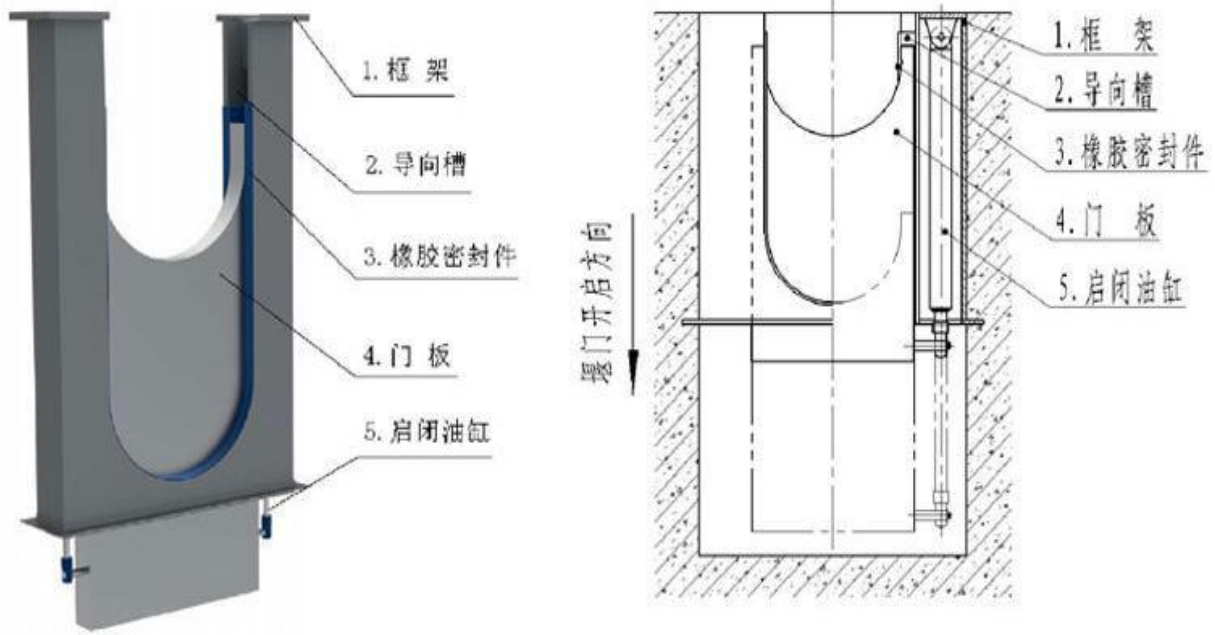 1.框 架
2.导向槽
3.橡胶密封件
4.门 板
5.启闭油缸
堰门开启方向
1.框 架
2.导向槽
3.橡胶密封件
4.门 板
5.启闭油缸